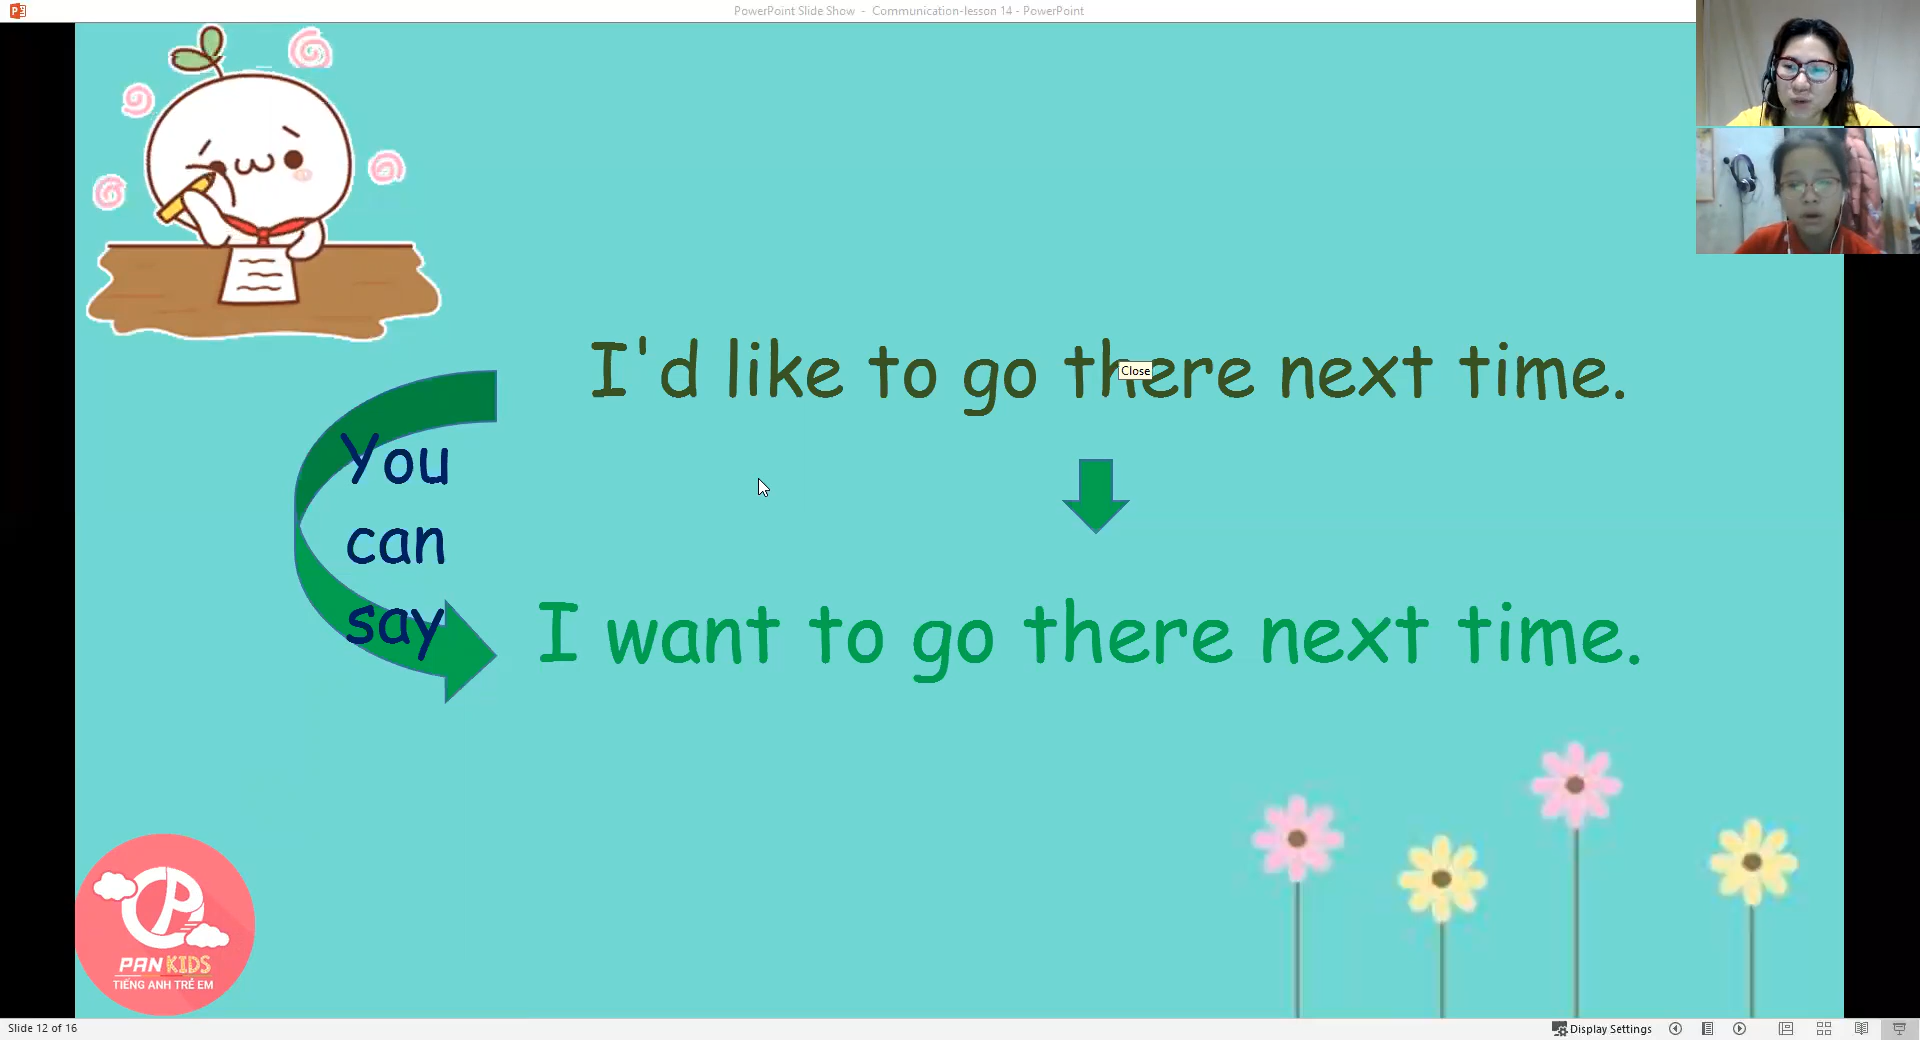 PowerPoint Slide Show - Communication-lesson 14 - PowerPoint
I'd like to go there next time.
Close
You
can
say
I want to go there next time.
PAN KIDS
TIẾNG ANH TRẺ EM
Slide 12 of 16
Display Settings